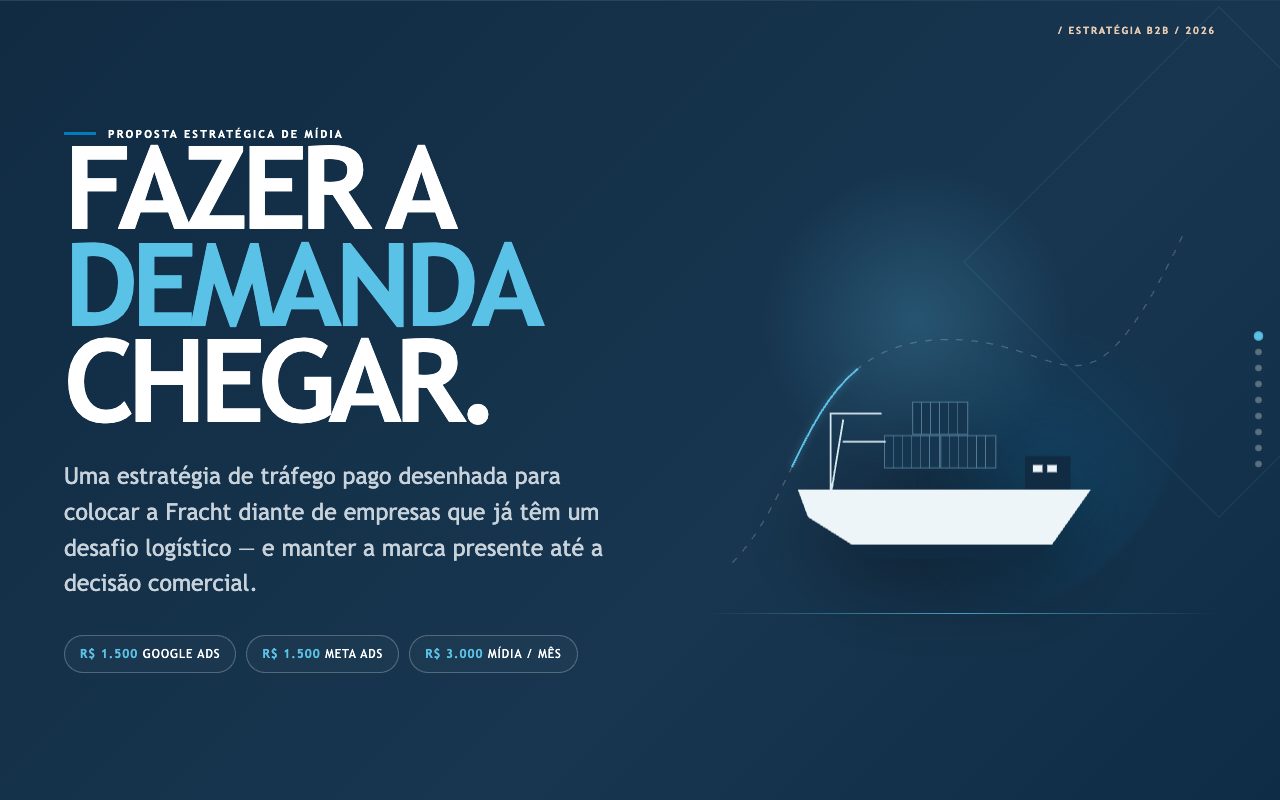 / ESTRATÉGIA B2B / 2026
PROPOSTA ESTRATÉGICA DE MÍDIA
FAZER A
DEMANDA
CHEGAR.
Uma estratégia de tráfego pago desenhada para
colocar a Fracht diante de empresas que já têm um
desafio logístico — e manter a marca presente até a
decisão comercial.
R$ 1.500 GOOGLE ADS
R$ 1.500 META ADS
R$ 3.000 MÍDIA / MÊS